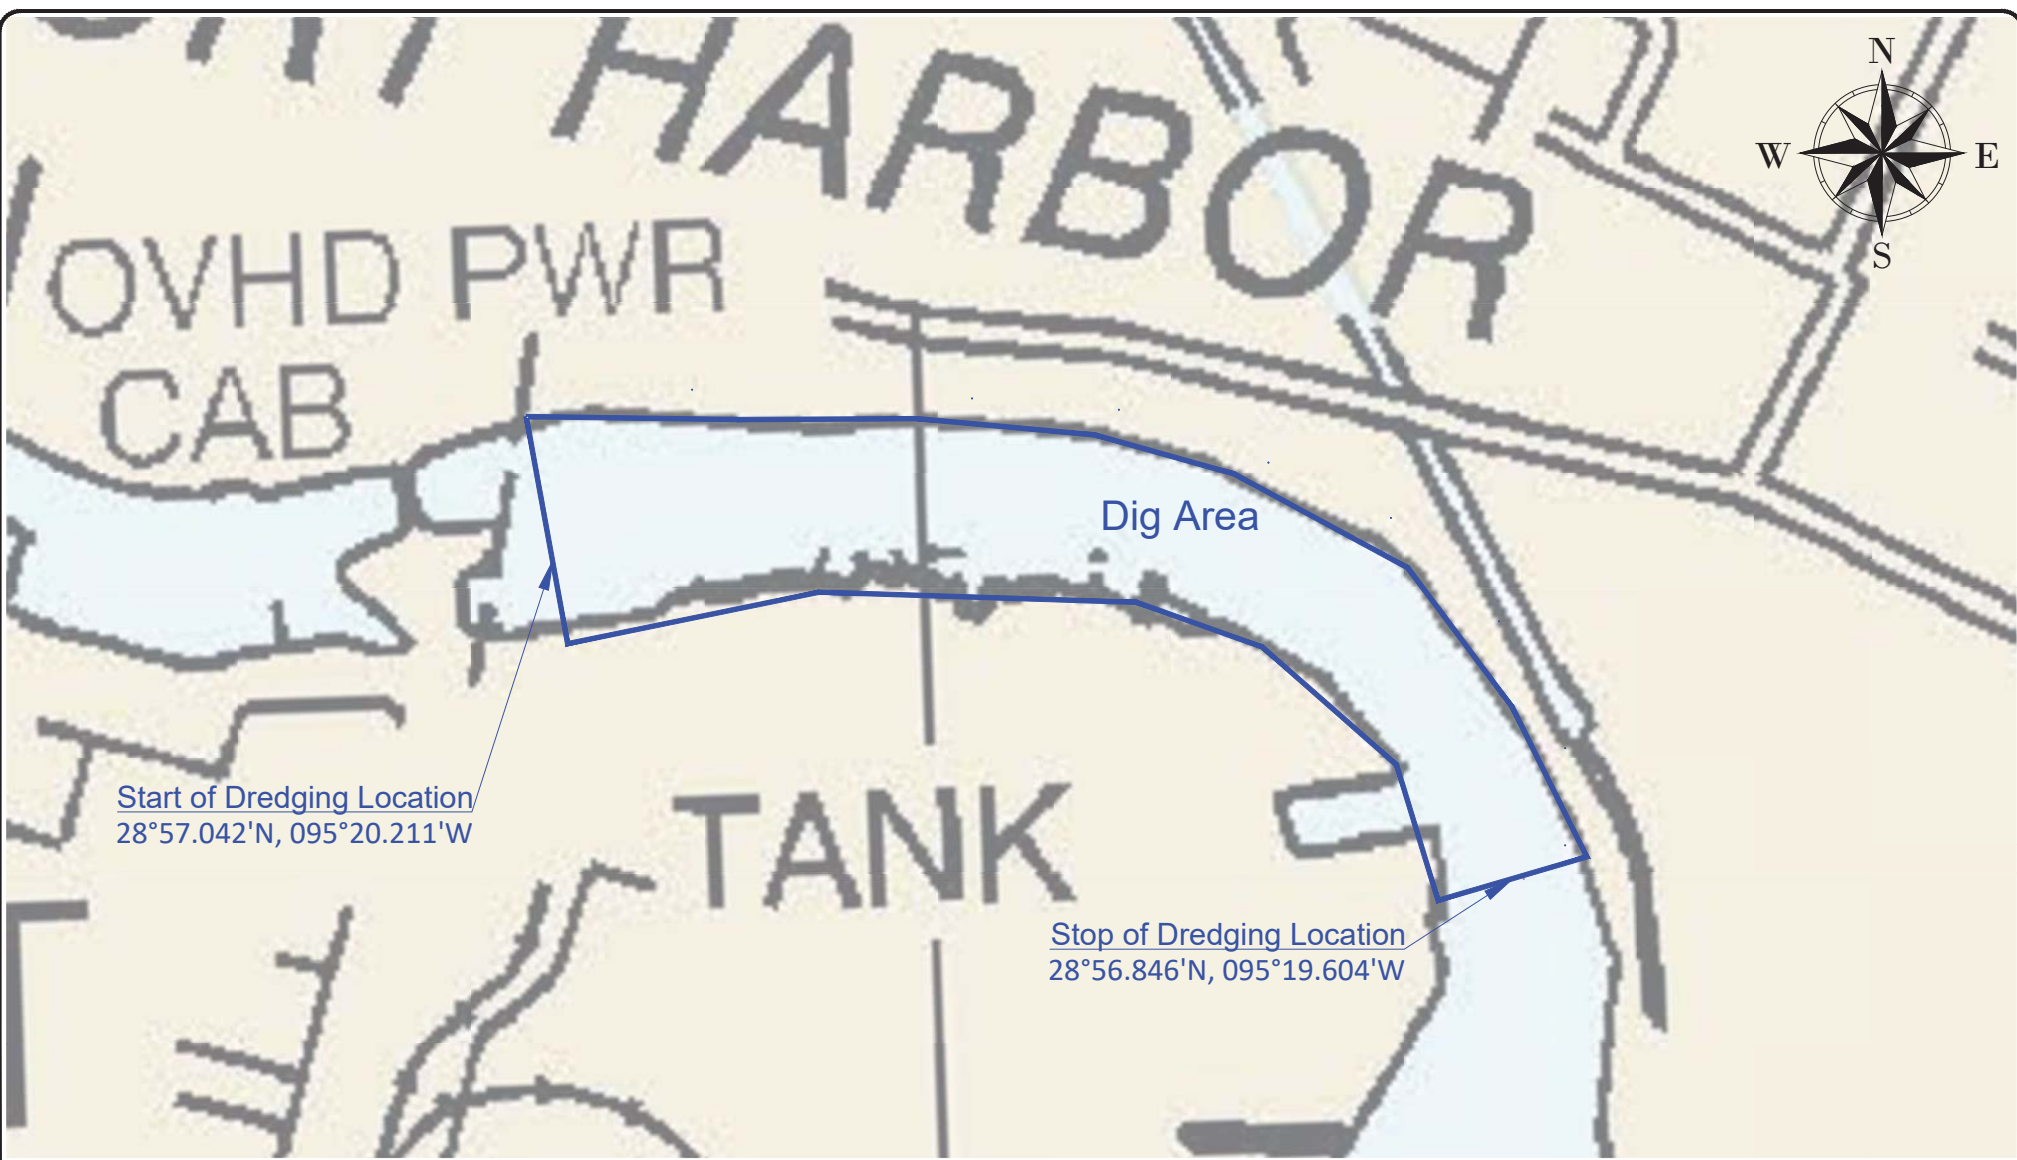 HARBOR
N
W E
S
OVHD PWR
CAB
Dig Area
Start of Dredging Location
28°57.042'N, 095°20.211'W
TANK
Stop of Dredging Location
28°56.846'N, 095°19.604'W